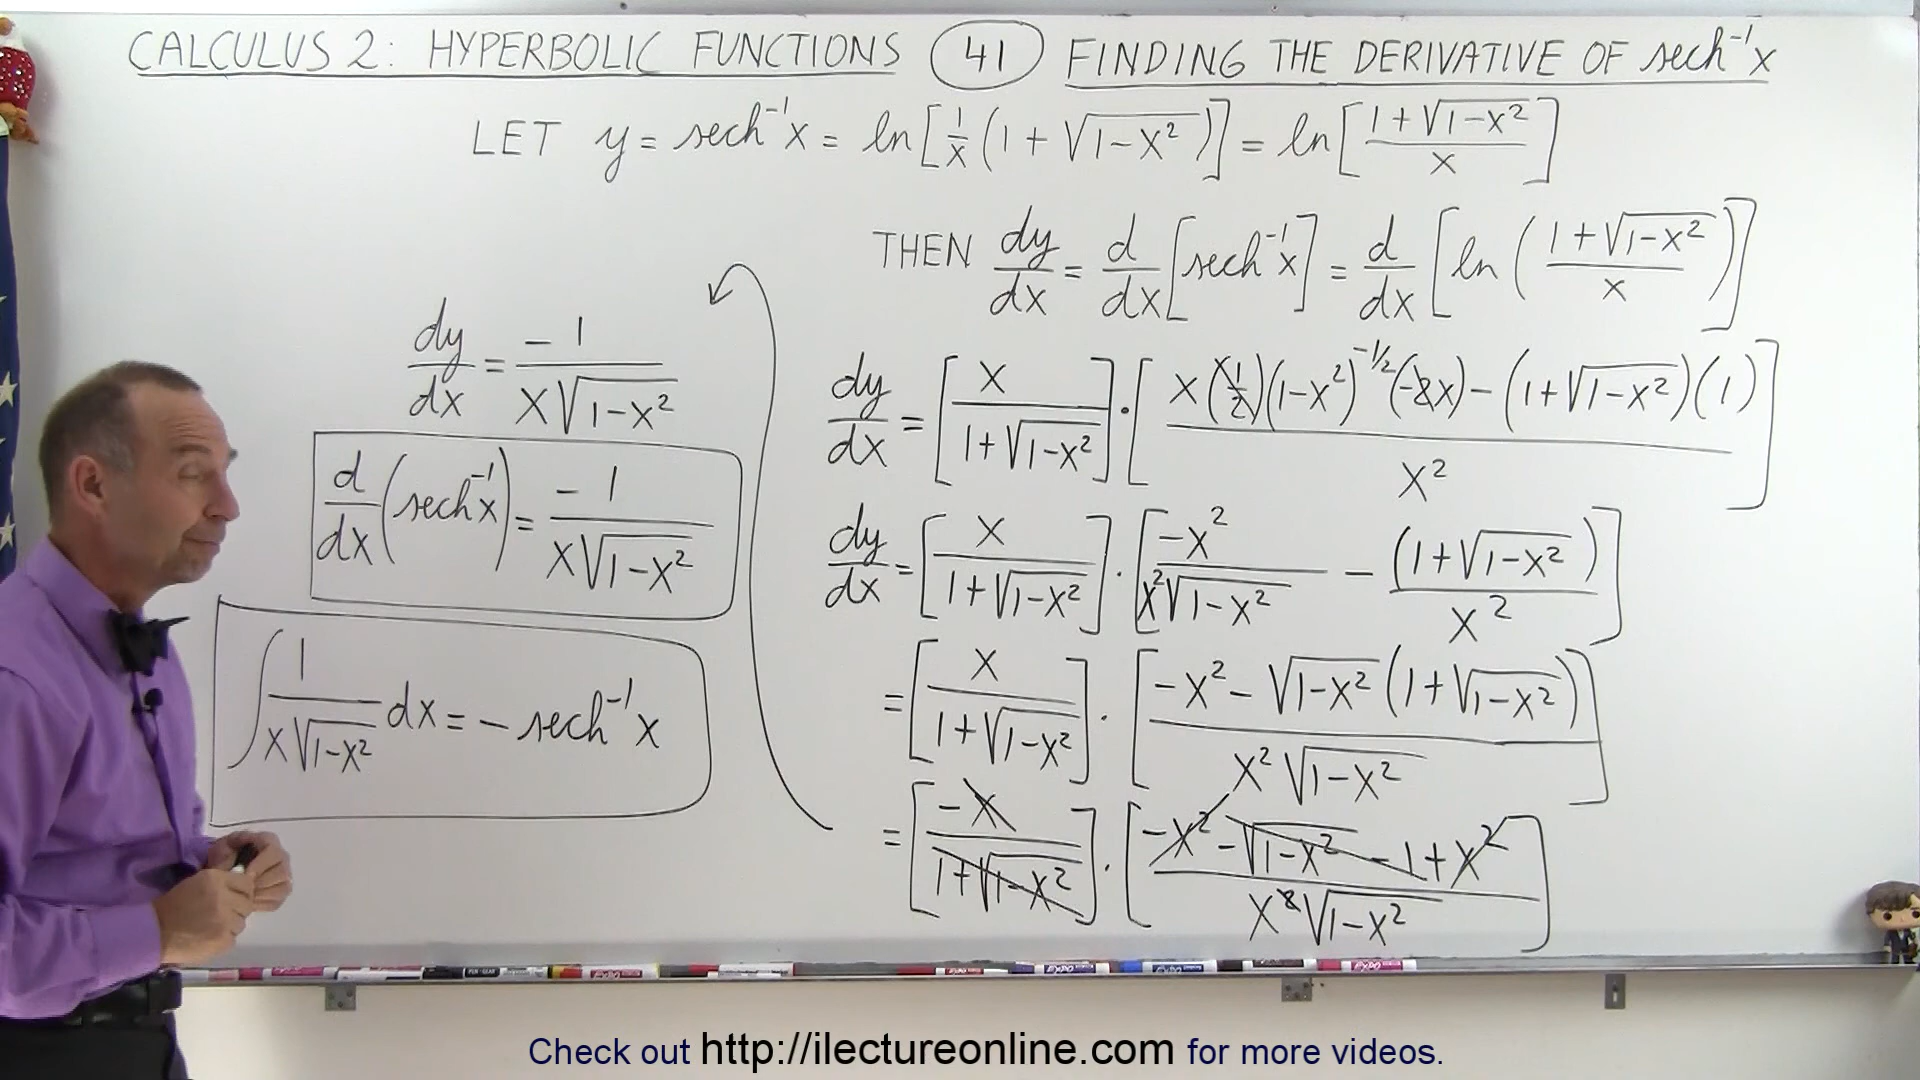 CALCULUS 2: HYPERBOLIC FUNCTIONS (41) FINDING THE DERIVATIVE OF sech⁻¹x
LET y = sech⁻¹x = ln[1/x (1 + √(1-x²))] = ln[(1+√(1-x²))/x]
THEN dy/dx = d/dx [sech⁻¹x] = d/dx [ln((1+√(1-x²))/x)]
dy/dx = [x/(1+√(1-x²))] · [(x(1/2)(1-x²)^(-1/2)(-2x) - (1+√(1-x²))(1))/x²]
dy/dx = [x/(1+√(1-x²))] · [-x²/(x²√(1-x²)) - (1+√(1-x²))/x²]
= [x/(1+√(1-x²))] · [(-x² - √(1-x²)(1+√(1-x²)))/(x²√(1-x²))]
= [-x/(1+√(1-x²))] · [(-x² - √(1-x²) - 1 + x²)/(x²√(1-x²))]
dy/dx = -1/(x√(1-x²))
d/dx (sech⁻¹x) = -1/(x√(1-x²))
∫ 1/(x√(1-x²)) dx = - sech⁻¹x
Check out http://ilectureonline.com for more videos.